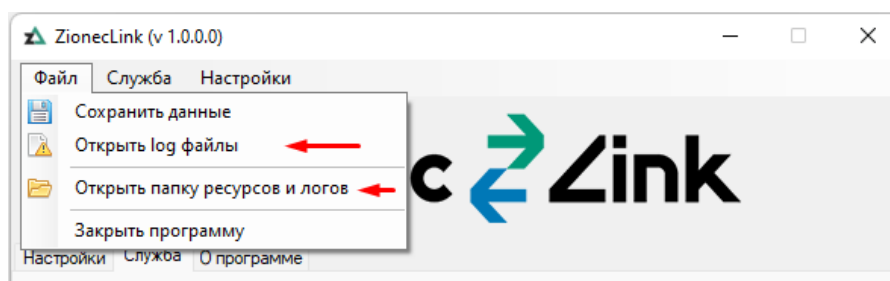 ZionecLink (v 1.0.0.0)
Файл Служба Настройки
Сохранить данные
Открыть log файлы
c Zink
Открыть папку ресурсов и логов
Закрыть программу
Настройки Служба О программе